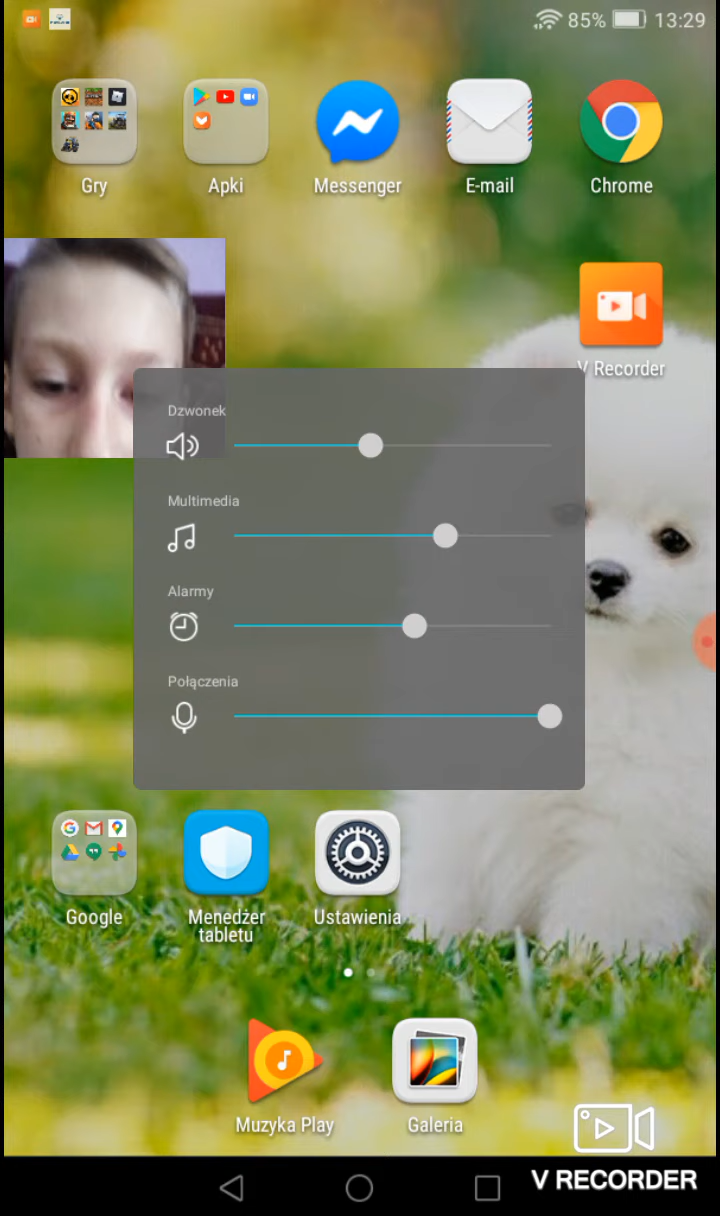 85% 13:29
Gry Apki Messenger E-mail Chrome
V Recorder
Dzwonek
Multimedia
Alarmy
Połączenia
Google Menedżer Ustawienia
tabletu
Muzyka Play Galeria
V RECORDER